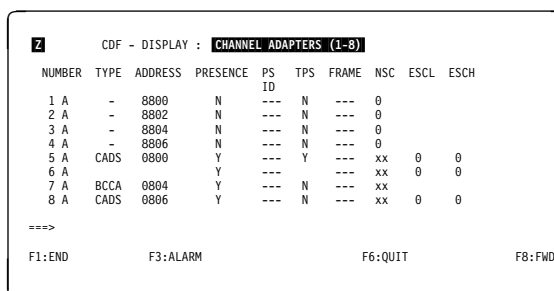 Z CDF - DISPLAY : CHANNEL ADAPTERS (1-8)
NUMBER TYPE ADDRESS PRESENCE PS TPS FRAME NSC ESCL ESCH
ID
1 A - 8800 N --- N --- 0
2 A - 8802 N --- N --- 0
3 A - 8804 N --- N --- 0
4 A - 8806 N --- N --- 0
5 A CADS 0800 Y --- Y --- xx 0 0
6 A Y --- --- xx 0 0
7 A BCCA 0804 Y --- N --- xx
8 A CADS 0806 Y --- N --- xx 0 0
===>
F1:END F3:ALARM F6:QUIT F8:FWD